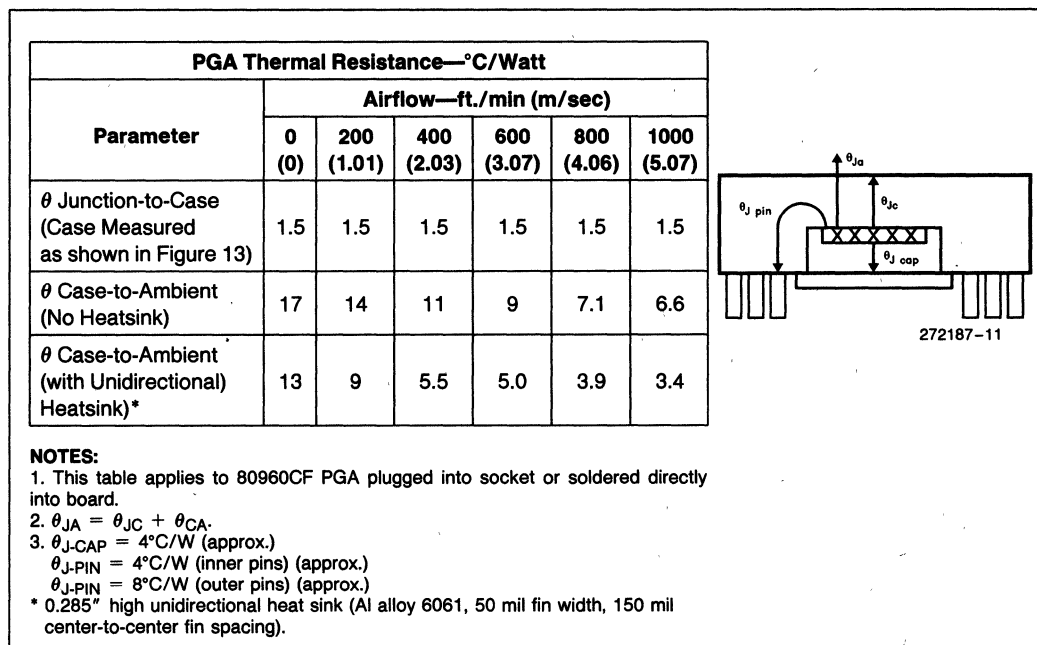 PGA Thermal Resistance—°C/Watt
Parameter
Airflow—ft./min (m/sec)
0 (0)
200 (1.01)
400 (2.03)
600 (3.07)
800 (4.06)
1000 (5.07)
θ Junction-to-Case
(Case Measured
as shown in Figure 13)
1.5 1.5 1.5 1.5 1.5 1.5
θ Case-to-Ambient
(No Heatsink)
17 14 11 9 7.1 6.6
θ Case-to-Ambient
(with Unidirectional)
Heatsink)*
13 9 5.5 5.0 3.9 3.4
θJa
θJc
θJ pin
θJ cap
272187–11
NOTES:
1. This table applies to 80960CF PGA plugged into socket or soldered directly
into board.
2. θJA = θJC + θCA.
3. θJ-CAP = 4°C/W (approx.)
θJ-PIN = 4°C/W (inner pins) (approx.)
θJ-PIN = 8°C/W (outer pins) (approx.)
* 0.285″ high unidirectional heat sink (Al alloy 6061, 50 mil fin width, 150 mil
center-to-center fin spacing).